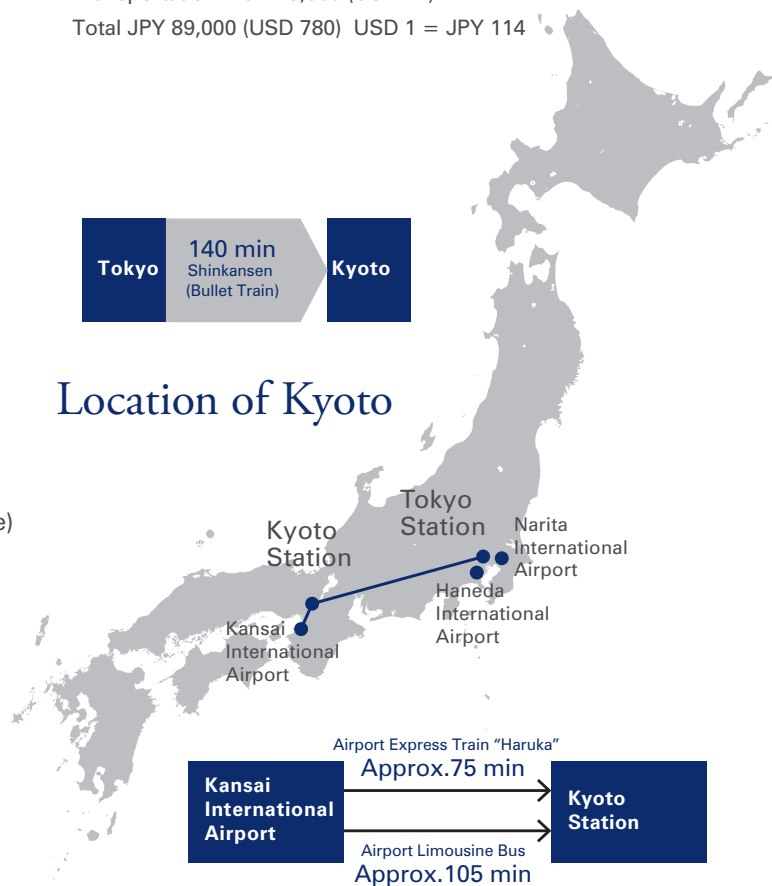 Total JPY 89,000 (USD 780) USD 1 = JPY 114
Tokyo
140 min
Shinkansen
(Bullet Train)
Kyoto
Location of Kyoto
e)
Tokyo
Station
Kyoto
Station
Narita
International
Airport
Haneda
International
Airport
Kansai
International
Airport
Airport Express Train “Haruka”
Approx.75 min
Kansai
International
Airport
Kyoto
Station
Airport Limousine Bus
Approx.105 min